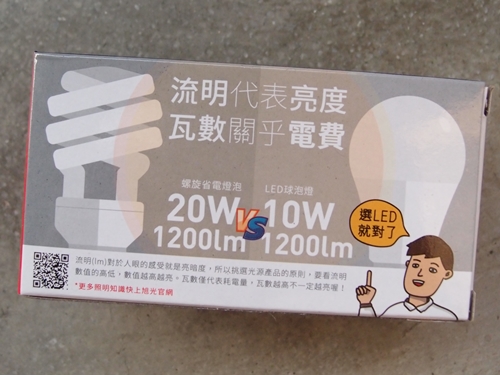 流明代表亮度
瓦數關乎電費
螺旋省電燈泡
20W
1200lm
VS
LED球泡燈
10W
1200lm
選LED
就對了
流明(lm)對於人眼的感受就是亮暗度，所以挑選光源產品的原則，要看流明
數值的高低，數值越高越亮。瓦數僅代表耗電量，瓦數越高不一定越亮喔！
*更多照明知識快上旭光官網